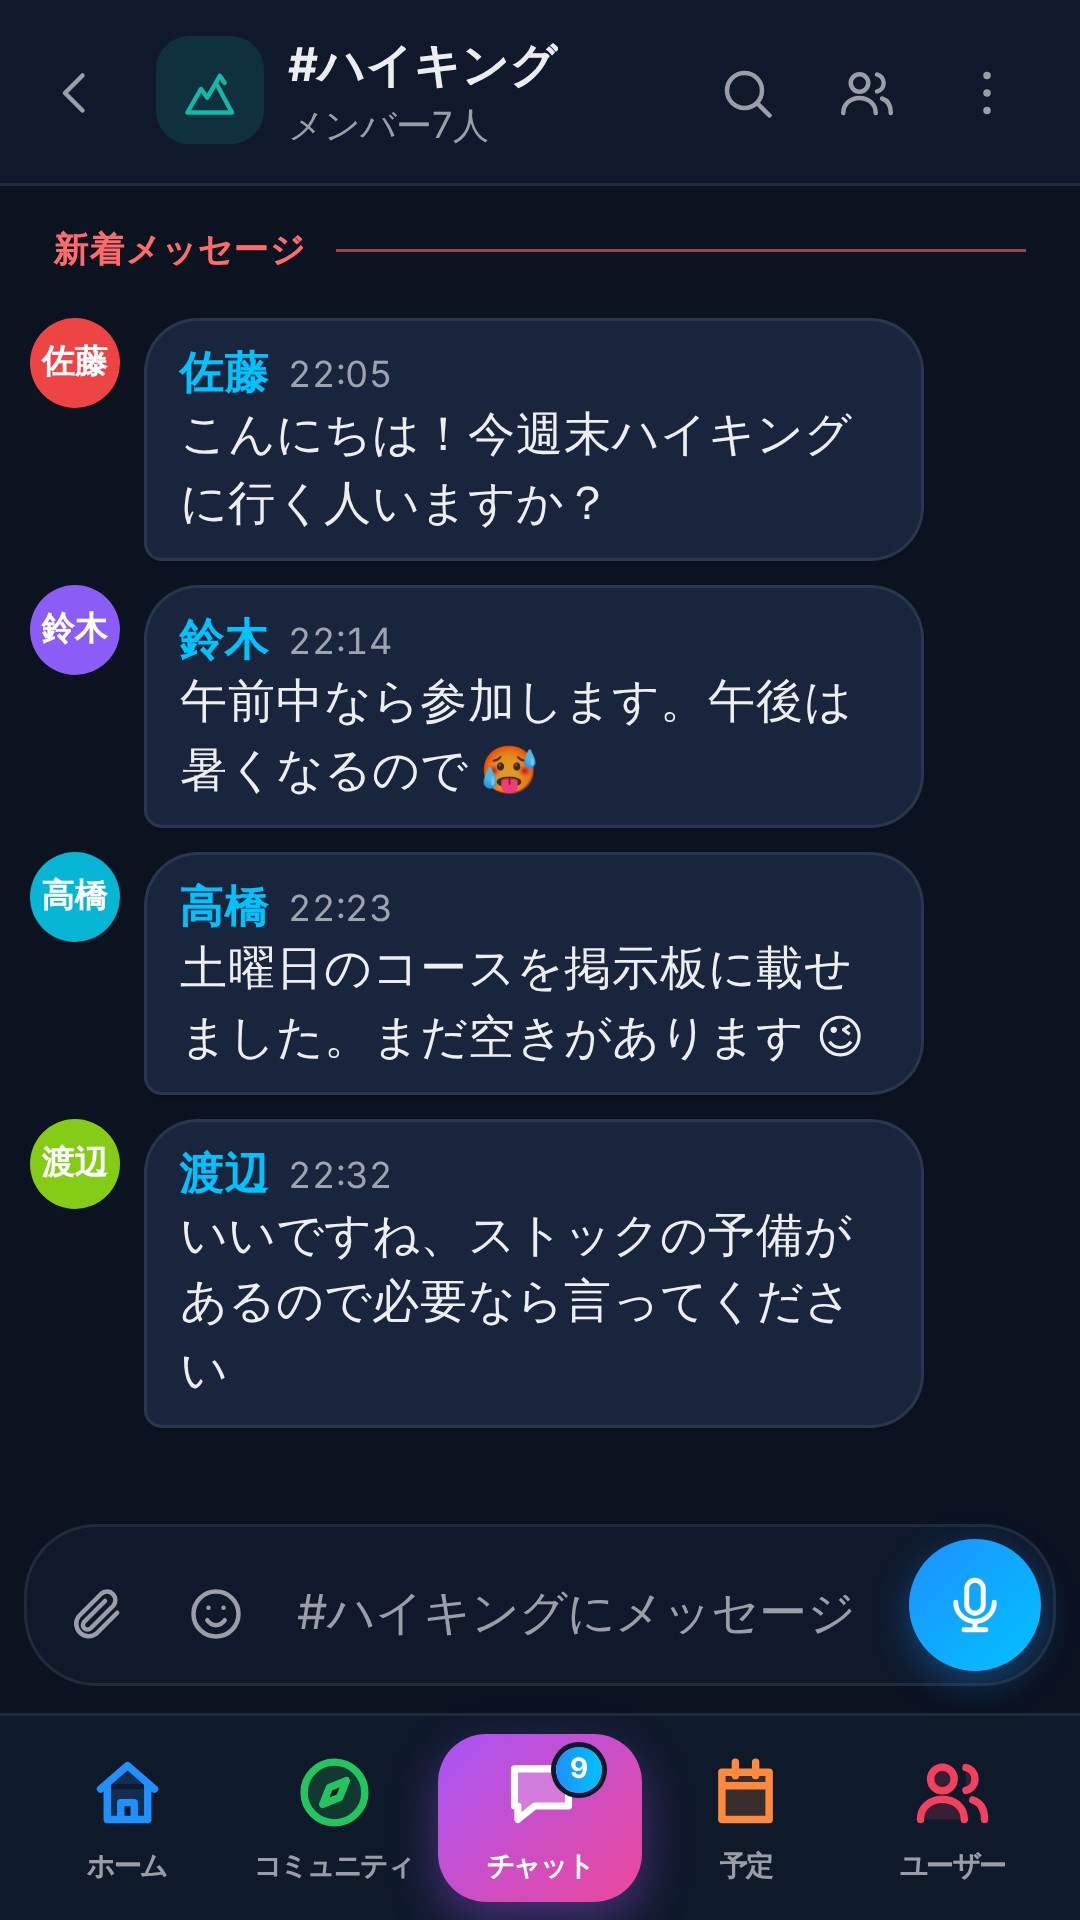 #ハイキング
メンバー7人
新着メッセージ
佐藤
佐藤 22:05
こんにちは！今週末ハイキング
に行く人いますか？
鈴木
鈴木 22:14
午前中なら参加します。午後は
暑くなるので 🥵
高橋
高橋 22:23
土曜日のコースを掲示板に載せ
ました。まだ空きがあります 😉
渡辺
渡辺 22:32
いいですね、ストックの予備が
あるので必要なら言ってくださ
い
#ハイキングにメッセージ
9
ホーム
コミュニティ
チャット
予定
ユーザー